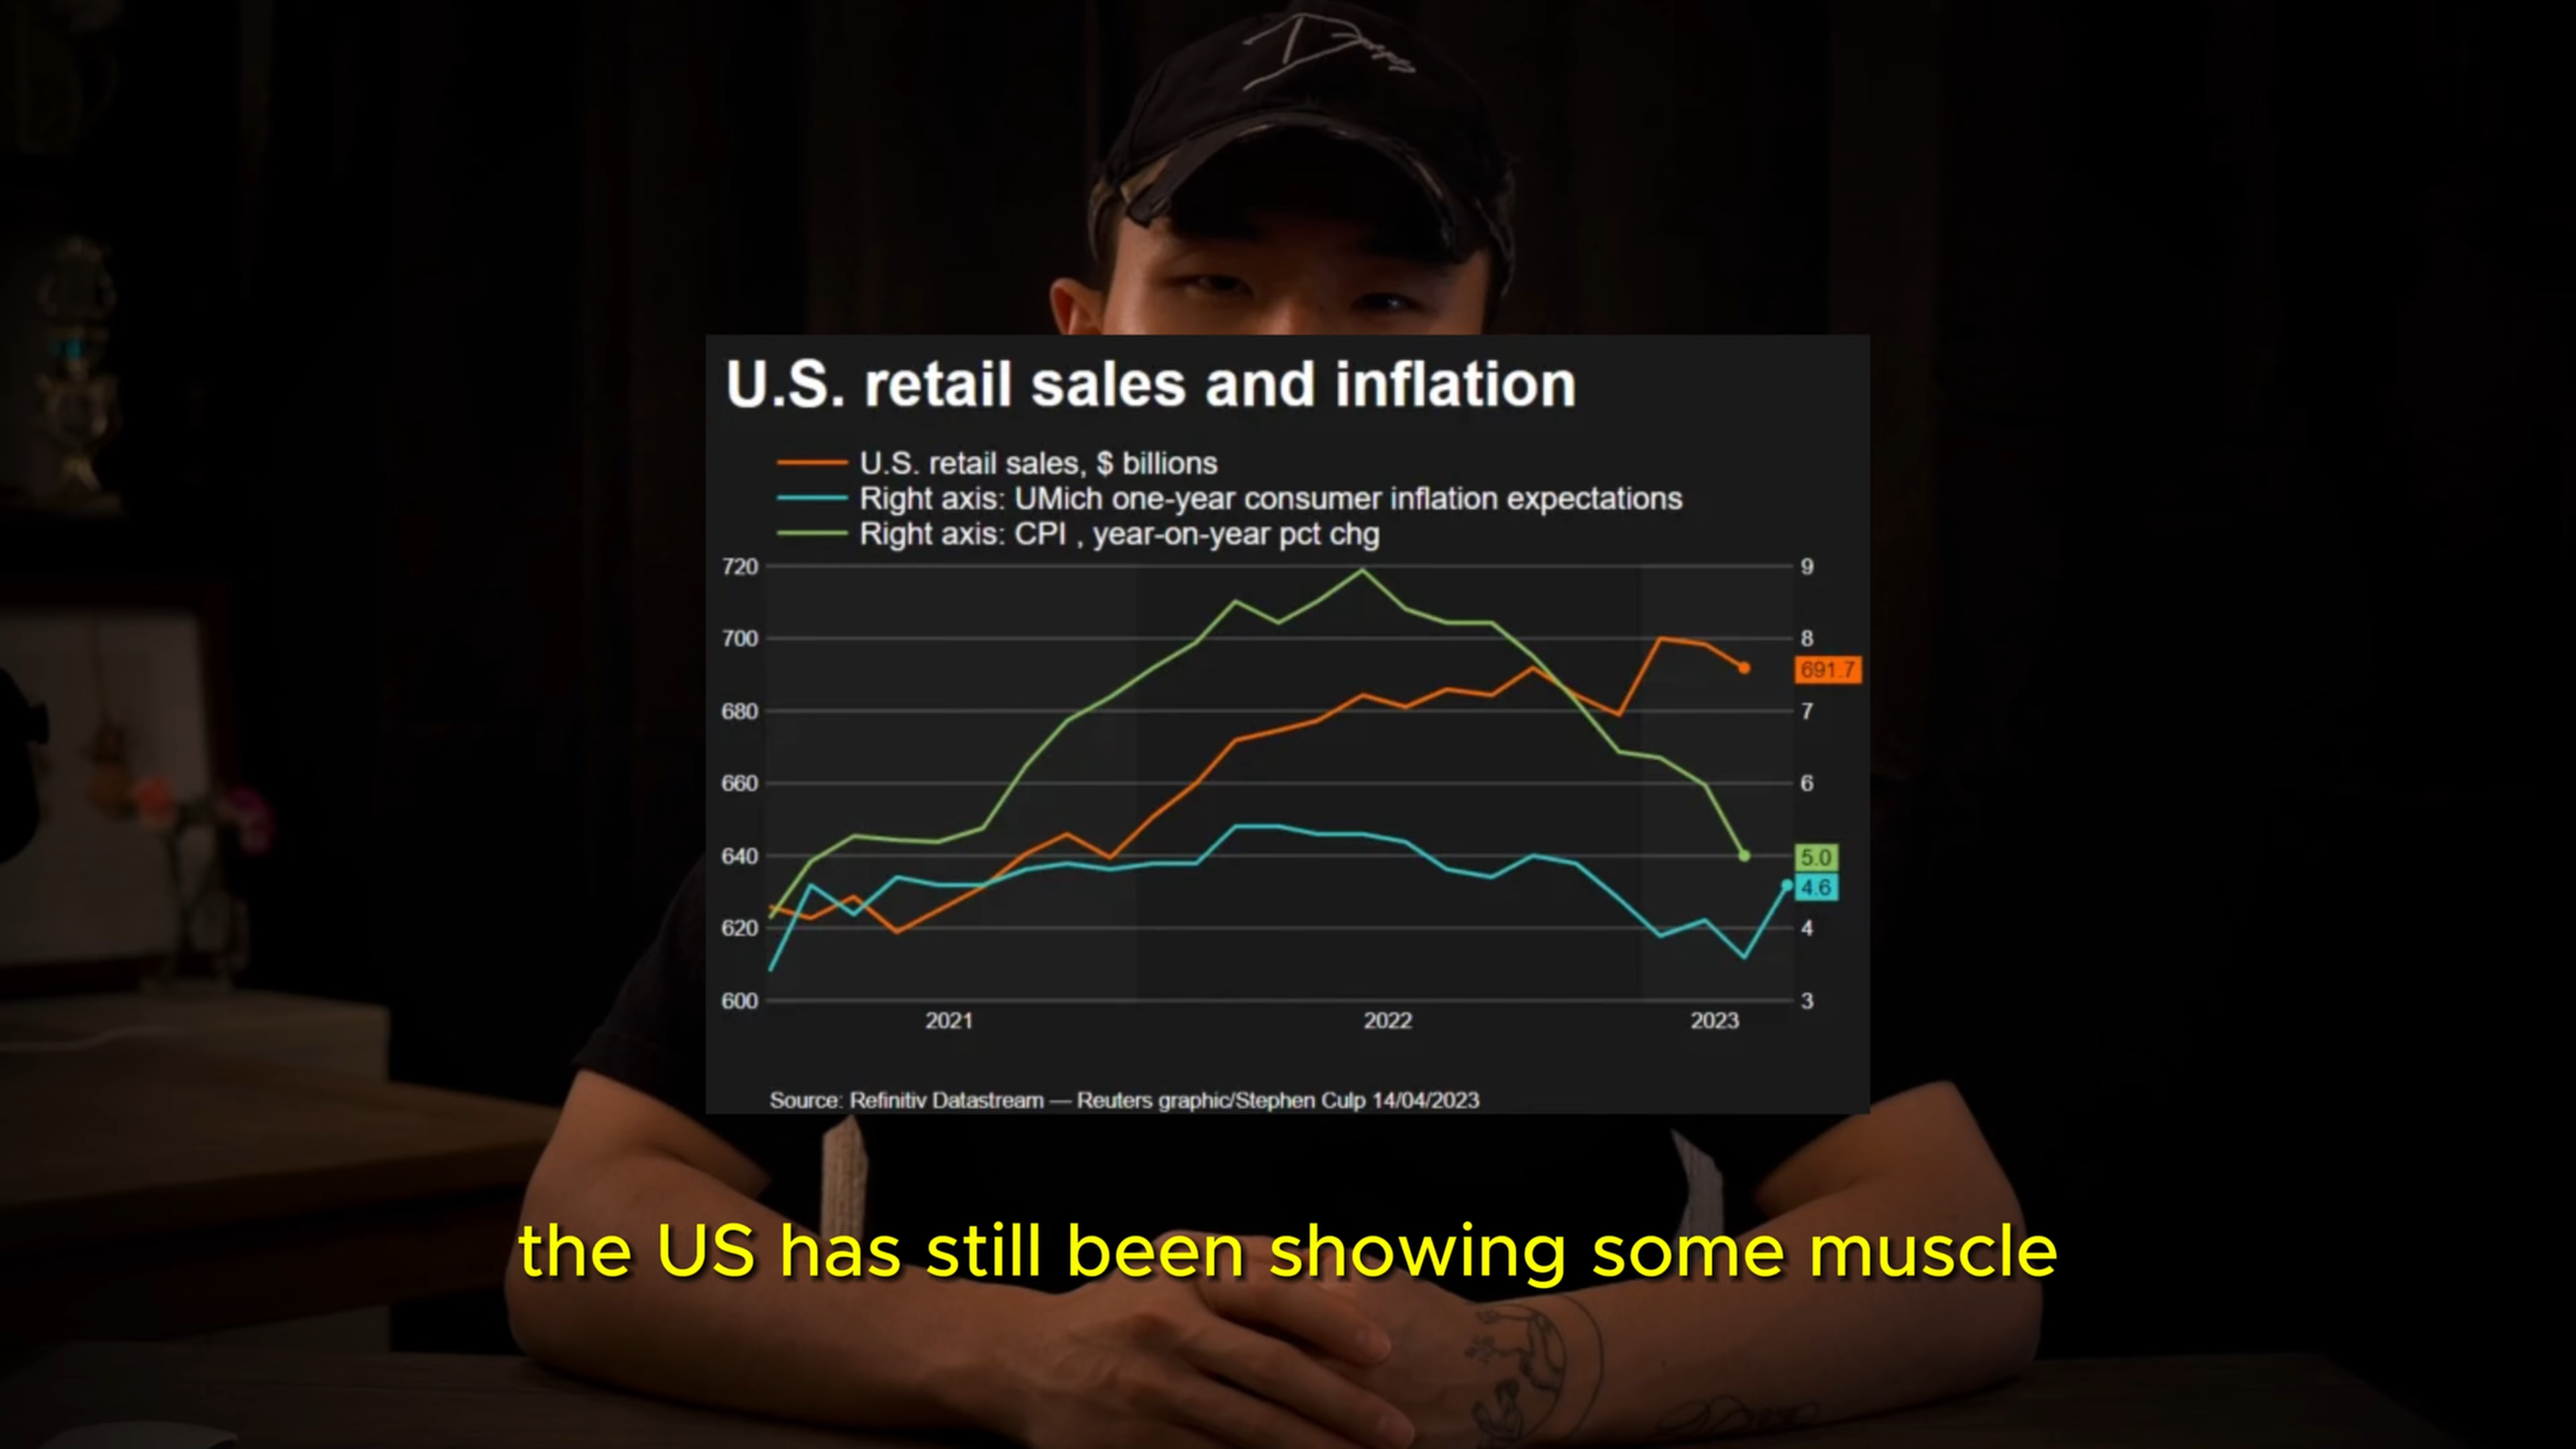 U.S. retail sales and inflation
U.S. retail sales, $ billions
Right axis: UMich one-year consumer inflation expectations
Right axis: CPI , year-on-year pct chg
720
700
680
660
640
620
600
9
8
691.7
7
6
5.0
4.6
4
3
2021 2022 2023
Source: Refinitiv Datastream — Reuters graphic/Stephen Culp 14/04/2023
the US has still been showing some muscle